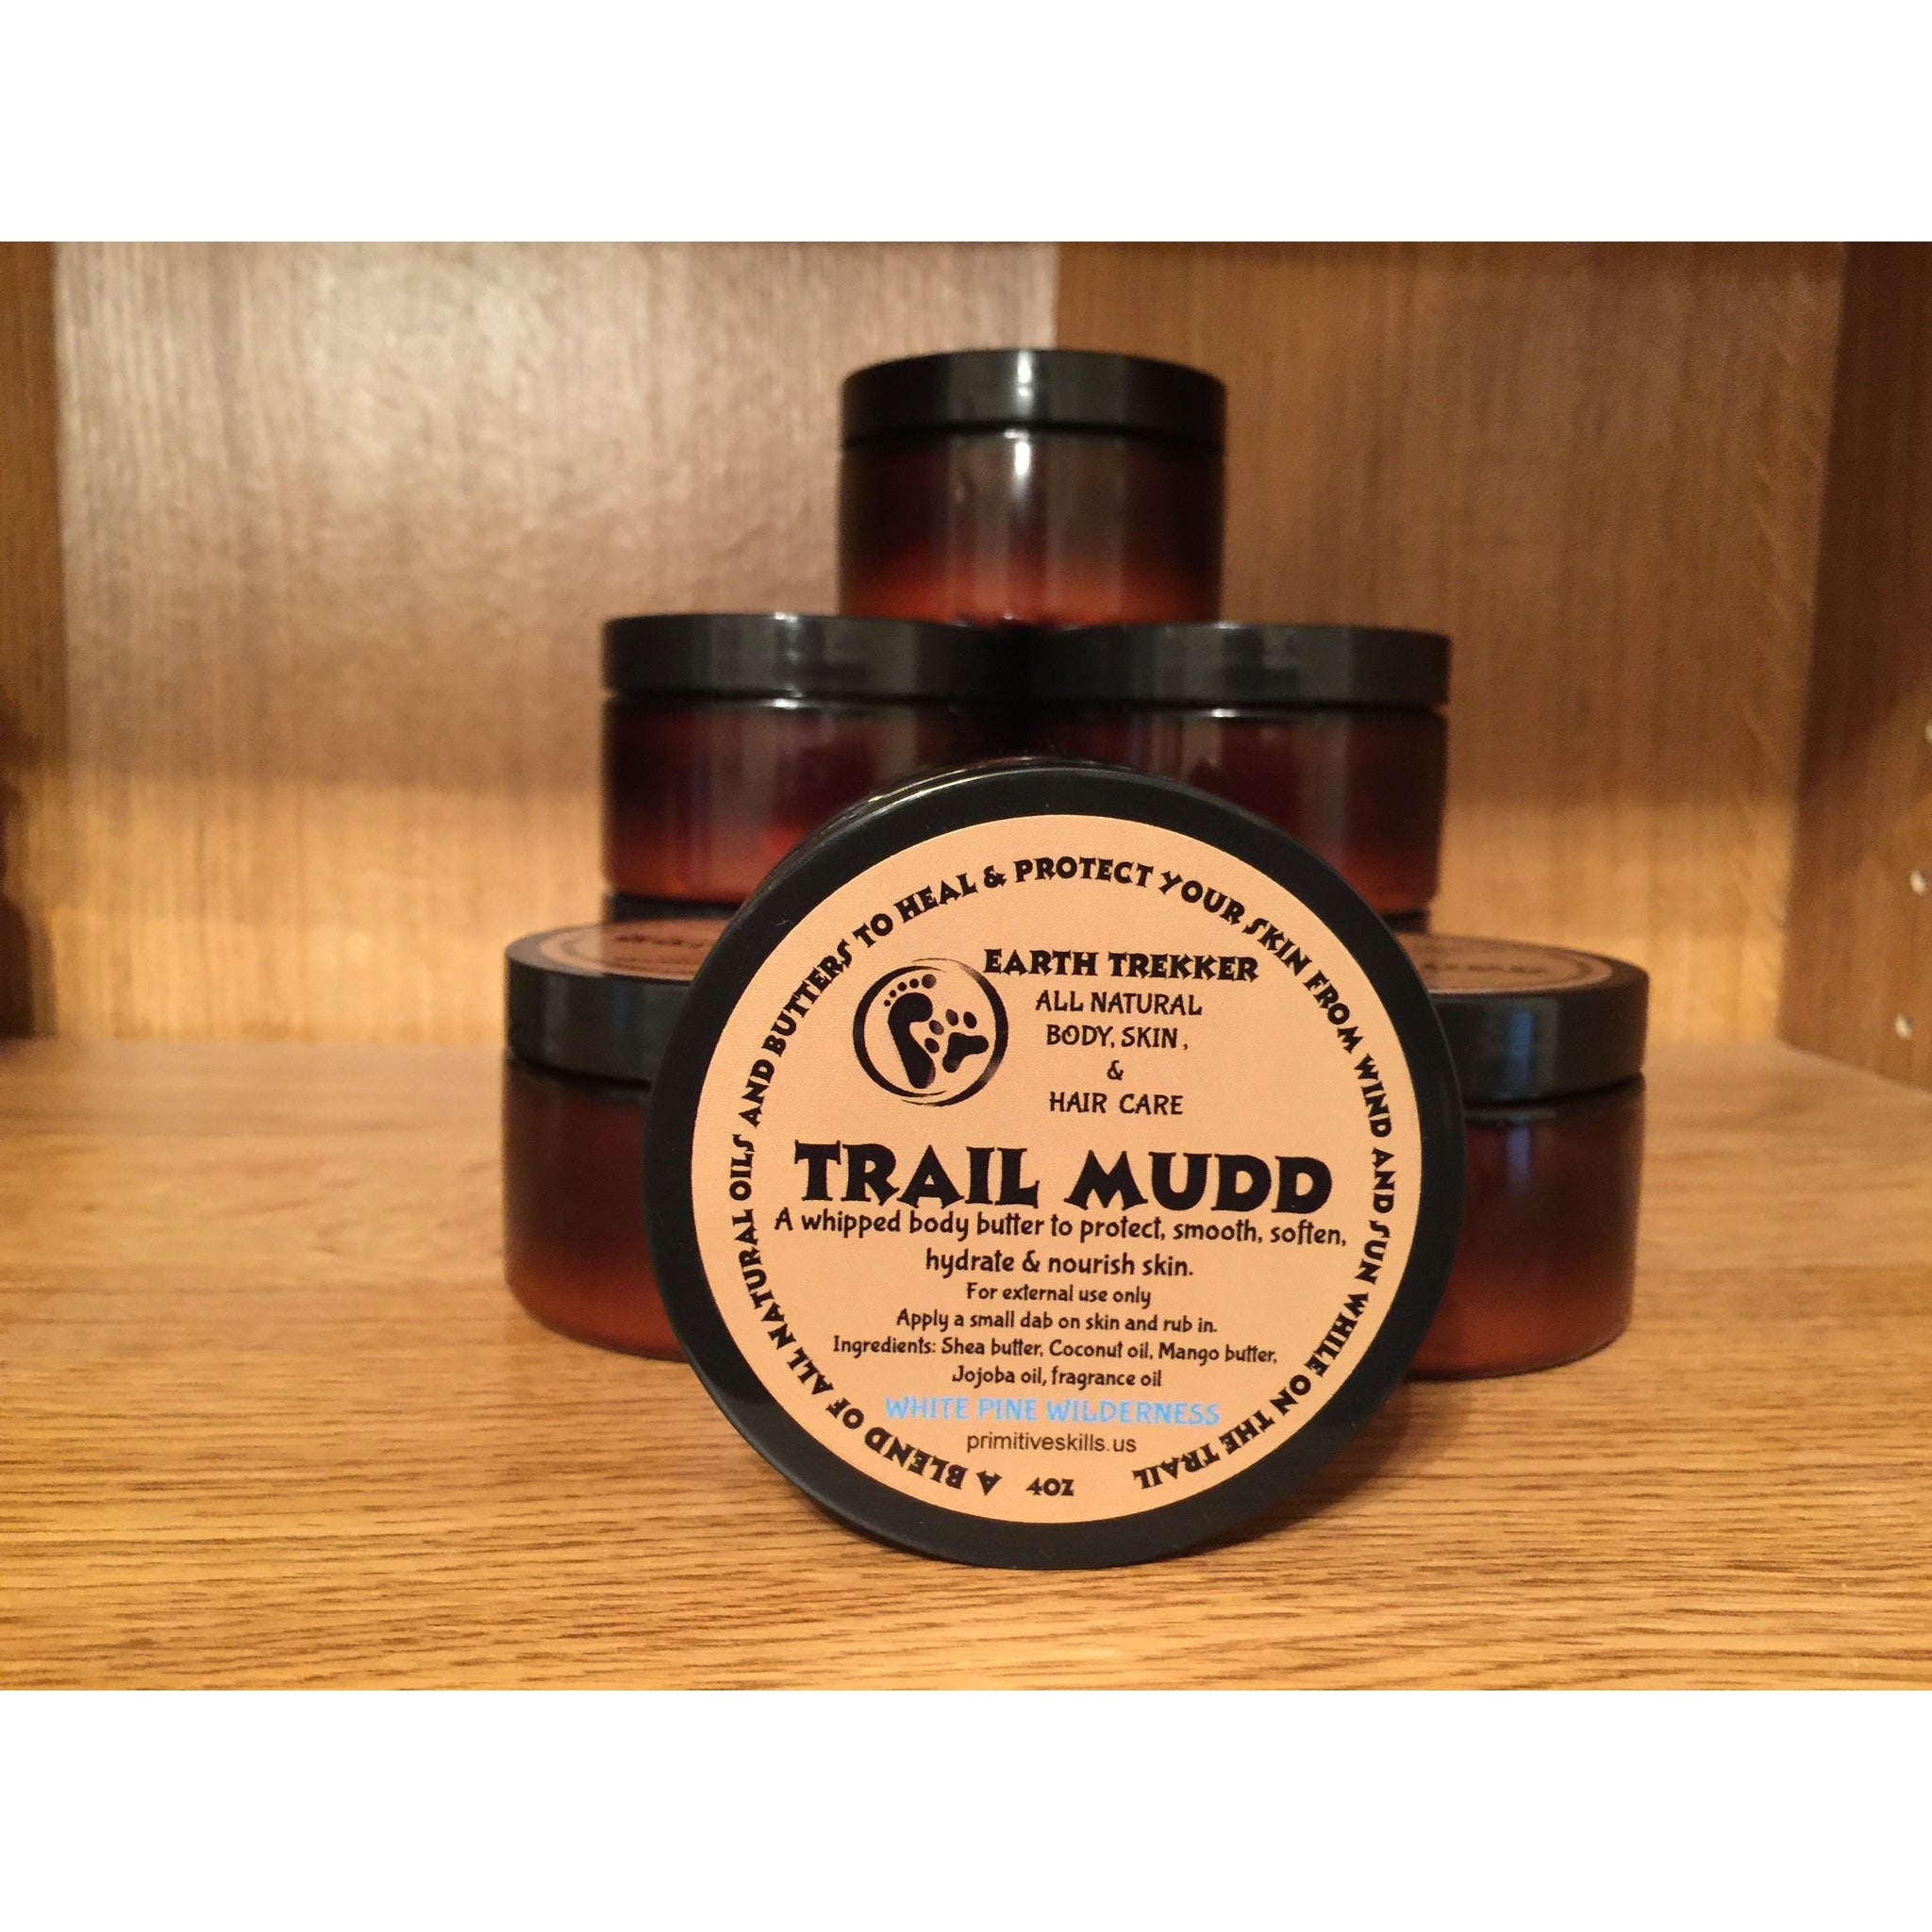 A BLEND OF ALL NATURAL OILS AND BUTTERS TO HEAL & PROTECT YOUR SKIN FROM WIND AND SUN WHILE ON THE TRAIL
EARTH TREKKER
ALL NATURAL
BODY, SKIN ,
&
HAIR CARE
TRAIL MUDD
A whipped body butter to protect, smooth, soften,
hydrate & nourish skin.
For external use only
Apply a small dab on skin and rub in.
Ingredients: Shea butter, Coconut oil, Mango butter,
Jojoba oil, fragrance oil
WHITE PINE WILDERNESS
primitiveskills.us
4oz